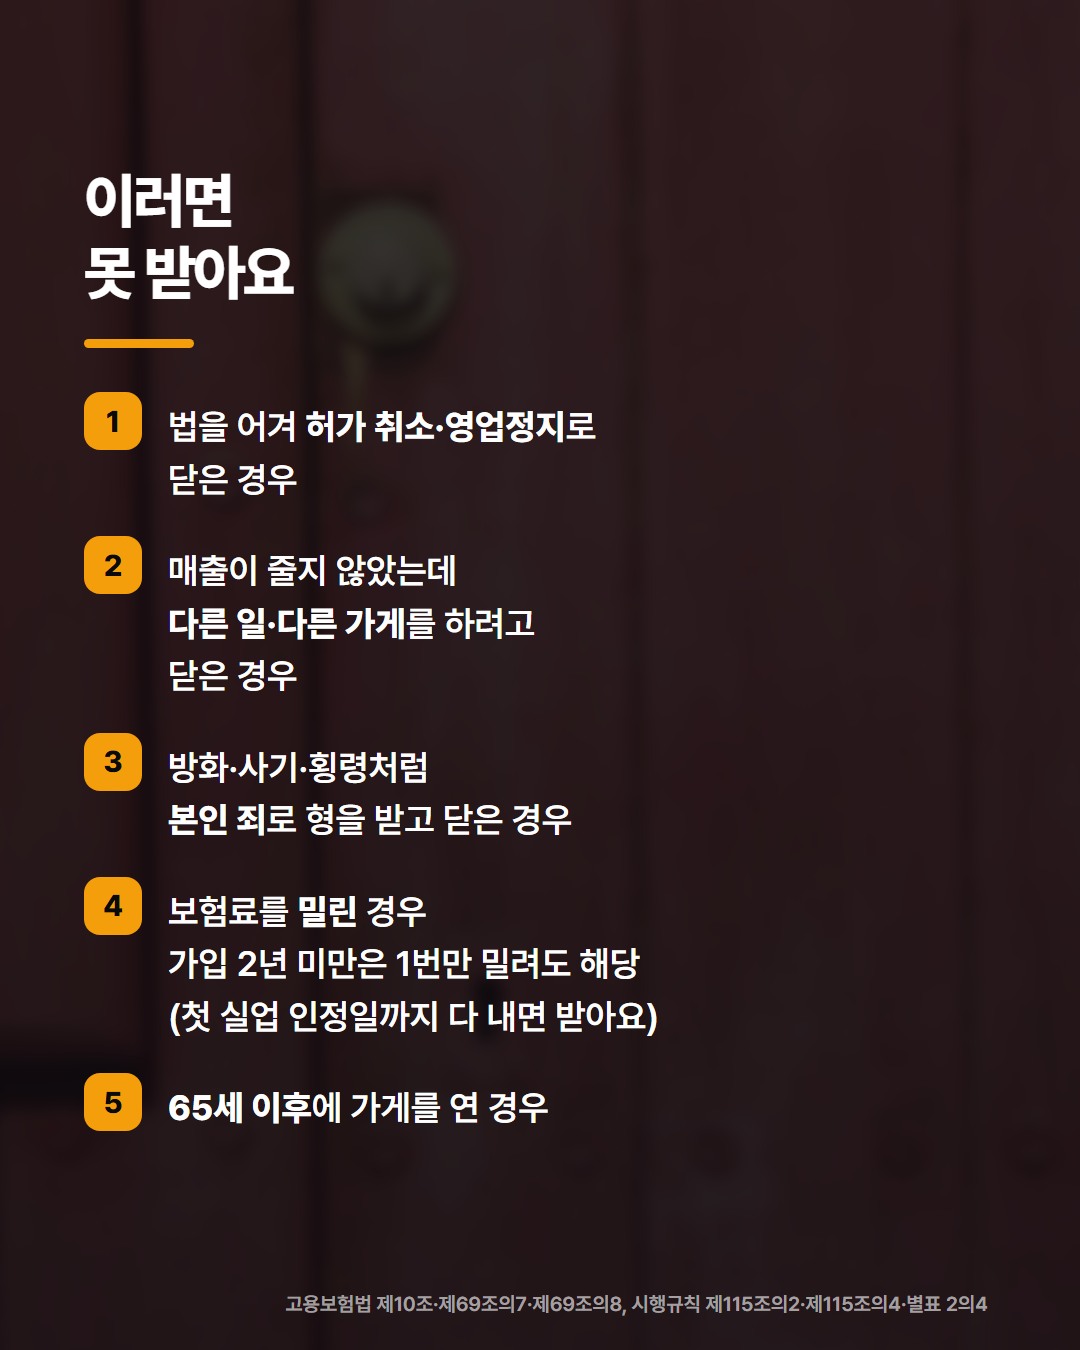 이러면
못 받아요
1 법을 어겨 허가 취소·영업정지로
닫은 경우
2 매출이 줄지 않았는데
다른 일·다른 가게를 하려고
닫은 경우
3 방화·사기·횡령처럼
본인 죄로 형을 받고 닫은 경우
4 보험료를 밀린 경우
가입 2년 미만은 1번만 밀려도 해당
(첫 실업 인정일까지 다 내면 받아요)
5 65세 이후에 가게를 연 경우
고용보험법 제10조·제69조의7·제69조의8, 시행규칙 제115조의2·제115조의4·별표 2의4